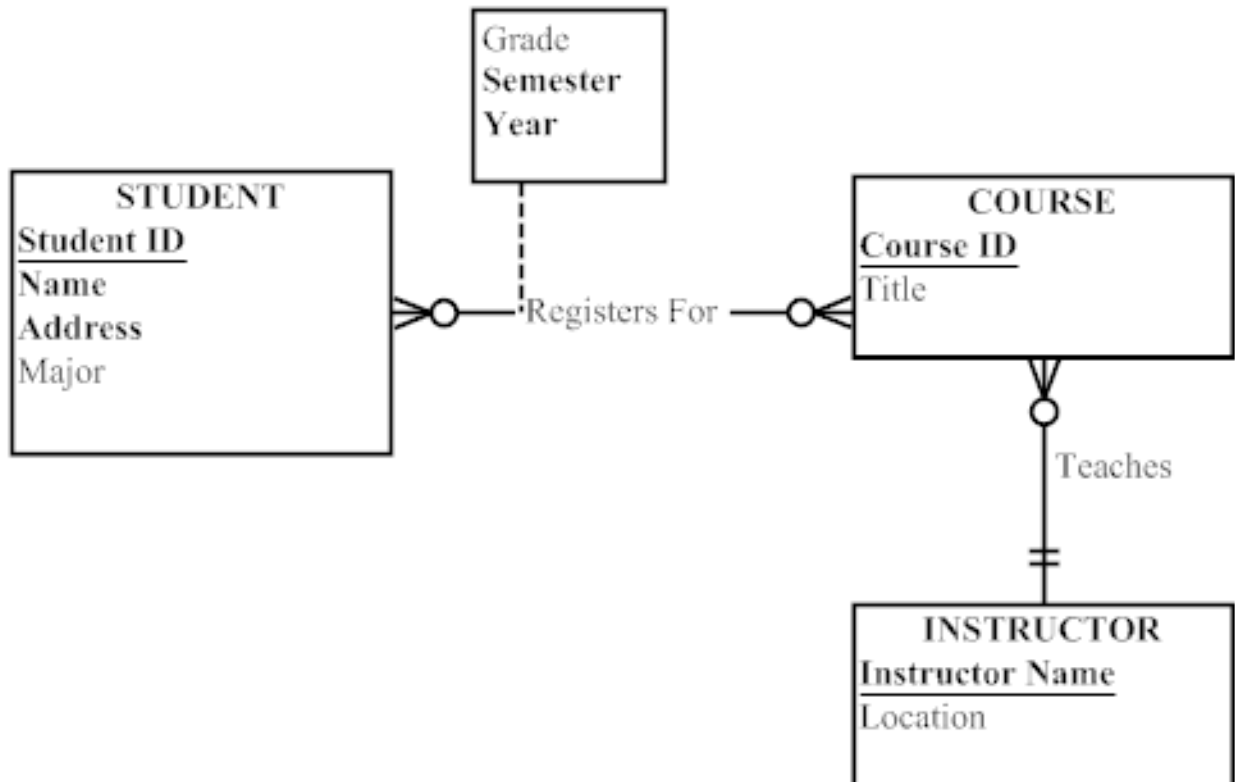 Grade
Semester
Year
STUDENT
Student ID
Name
Address
Major
Registers For
COURSE
Course ID
Title
Teaches
INSTRUCTOR
Instructor Name
Location